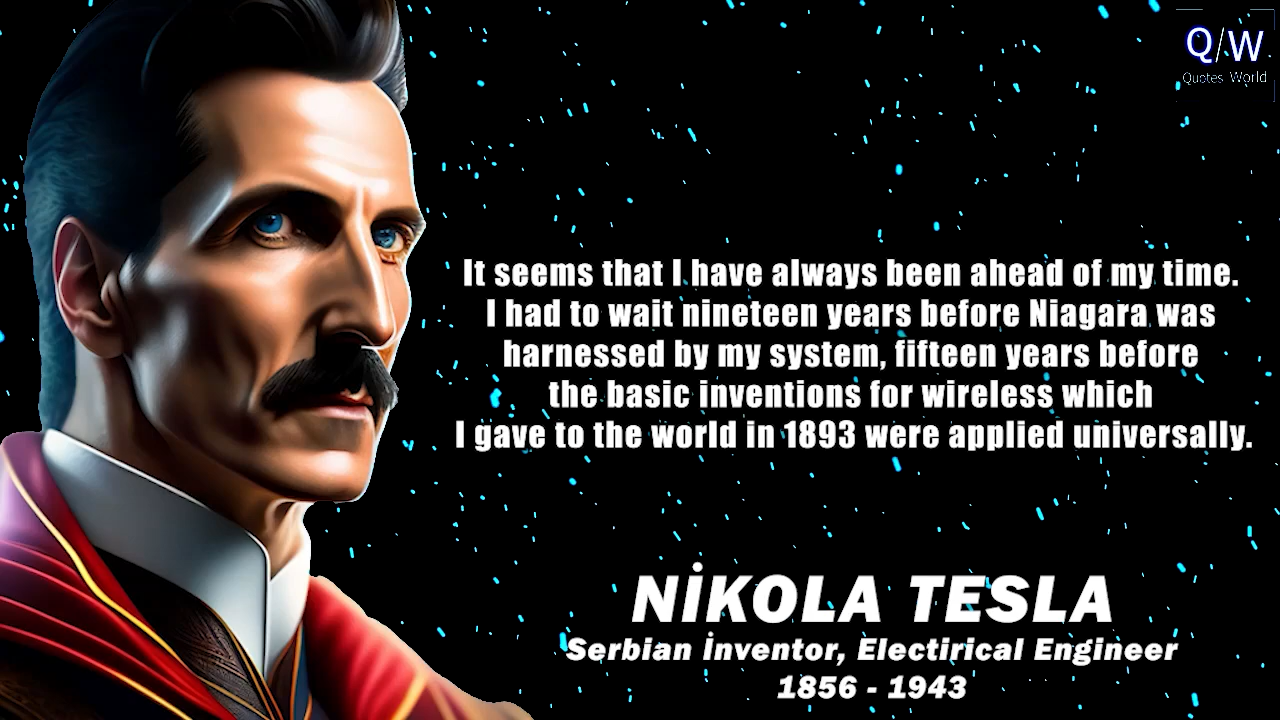 Q/W
Quotes World
It seems that I have always been ahead of my time.
I had to wait nineteen years before Niagara was
harnessed by my system, fifteen years before
the basic inventions for wireless which
I gave to the world in 1893 were applied universally.
NİKOLA TESLA
Serbian İnventor, Electirical Engineer
1856 - 1943